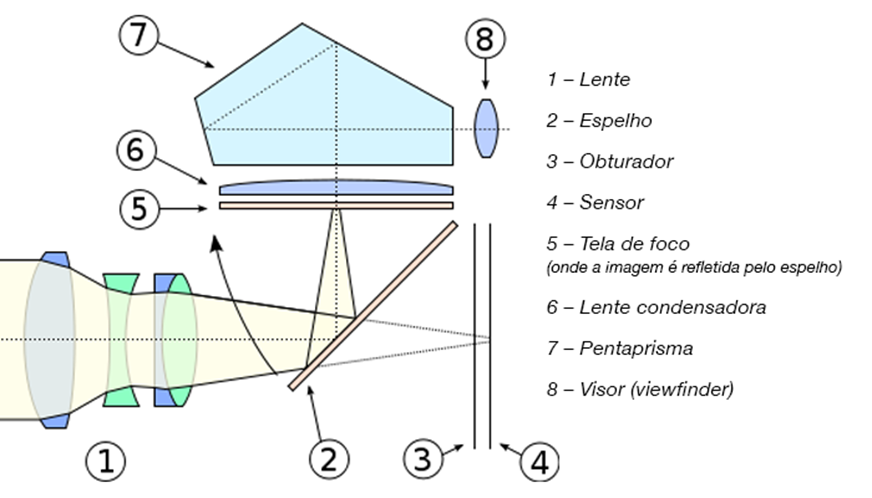 7
8
6
5
1
2
3
4
1 – Lente
2 – Espelho
3 – Obturador
4 – Sensor
5 – Tela de foco
(onde a imagem é refletida pelo espelho)
6 – Lente condensadora
7 – Pentaprisma
8 – Visor (viewfinder)